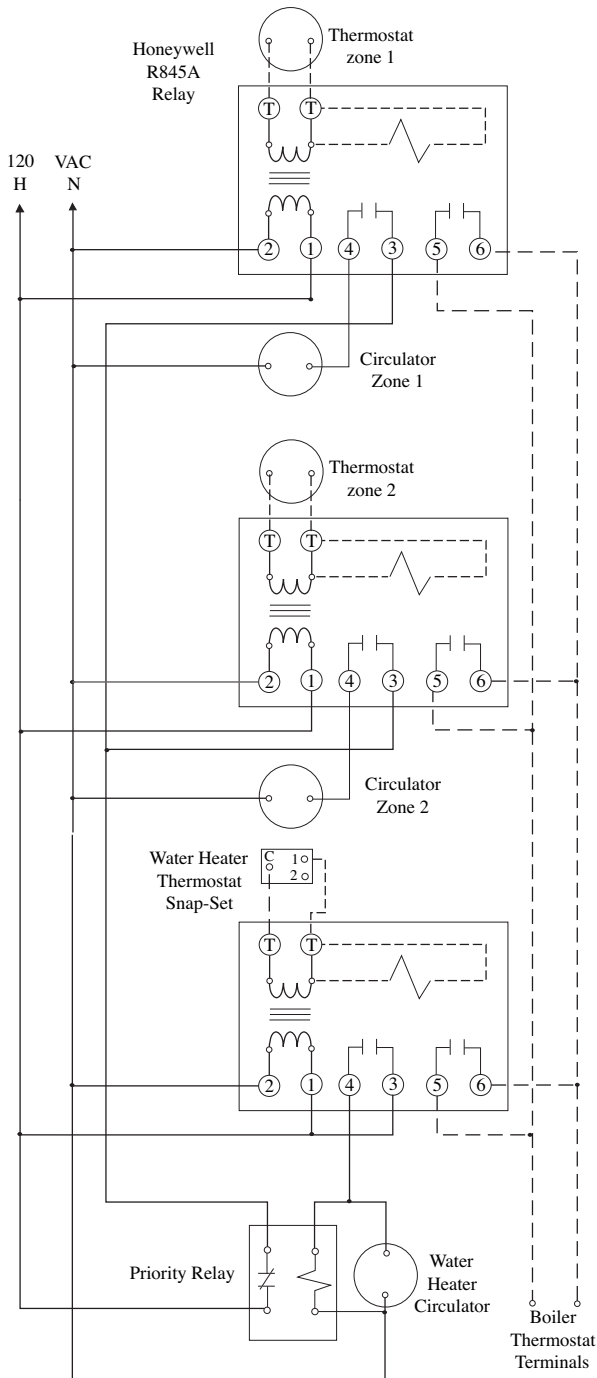 Honeywell
R845A
Relay
Thermostat
zone 1
T T
120 VAC
H N
2 1 4 3 5 6
Circulator
Zone 1
Thermostat
zone 2
T T
2 1 4 3 5 6
Circulator
Zone 2
Water Heater
Thermostat
Snap-Set
C 1
2
T T
2 1 4 3 5 6
Priority Relay
Water
Heater
Circulator
Boiler
Thermostat
Terminals